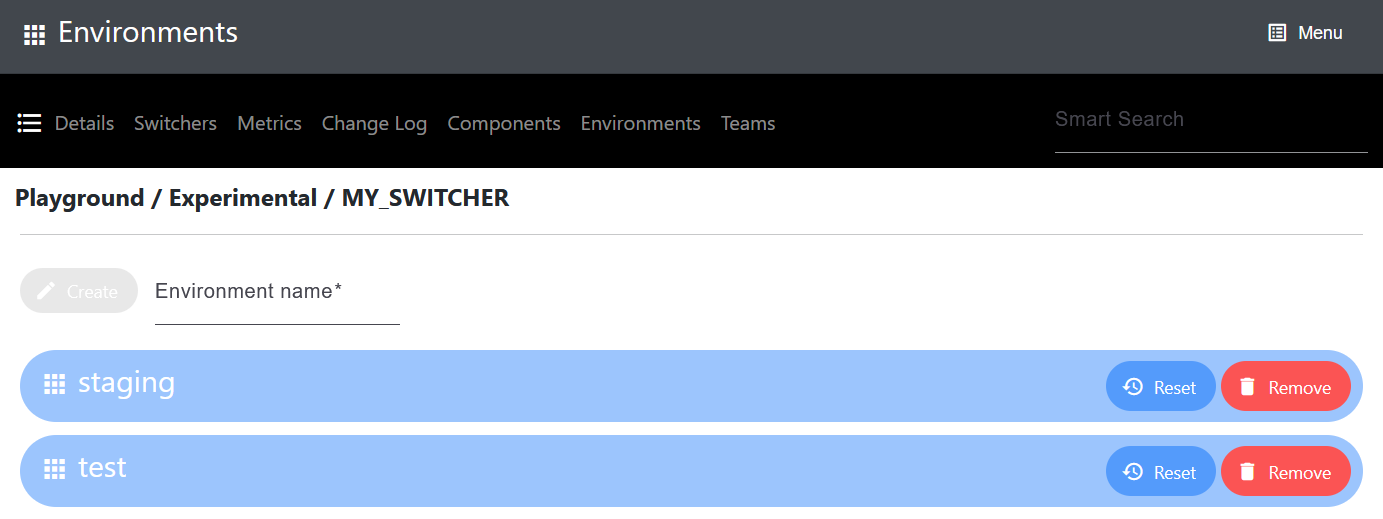 Environments
Menu
Details Switchers Metrics Change Log Components Environments Teams
Smart Search
Playground / Experimental / MY_SWITCHER
Create
Environment name*
staging
Reset
Remove
test
Reset
Remove